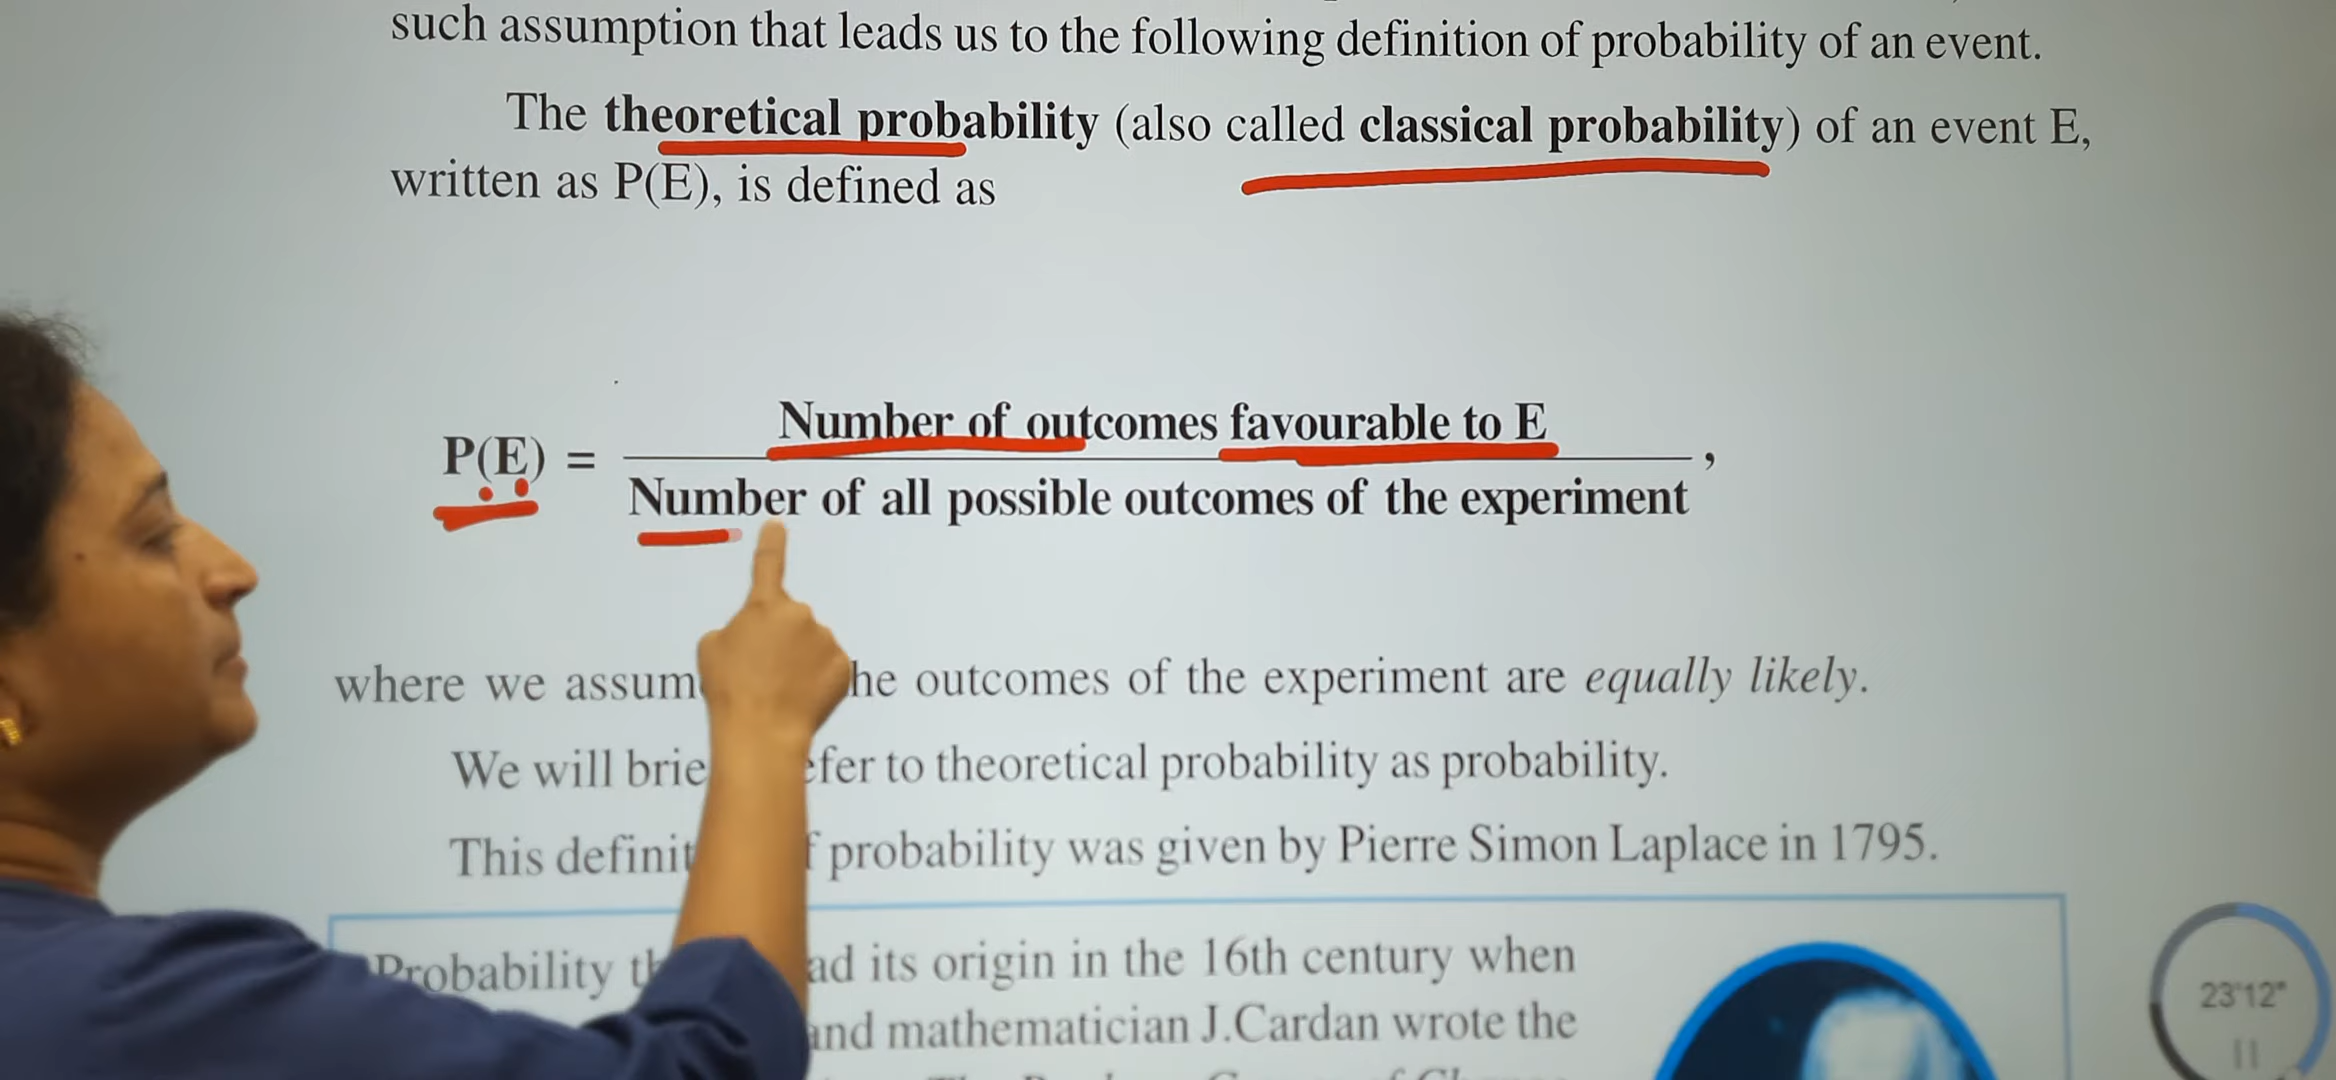 such assumption that leads us to the following definition of probability of an event.
The theoretical probability (also called classical probability) of an event E,
written as P(E), is defined as
P(E) = Number of outcomes favourable to E
Number of all possible outcomes of the experiment ,
where we assum he outcomes of the experiment are equally likely.
We will brie efer to theoretical probability as probability.
This definit f probability was given by Pierre Simon Laplace in 1795.
Probability th ad its origin in the 16th century when
and mathematician J.Cardan wrote the
23'12"